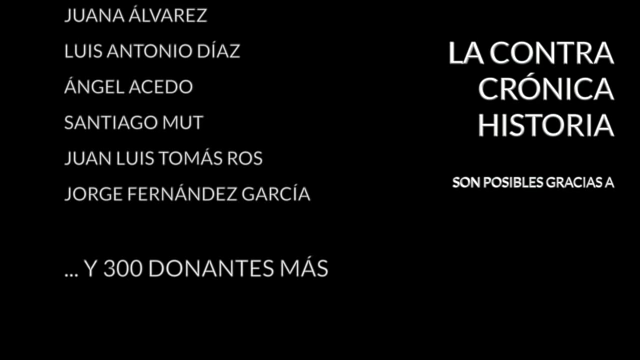 JUANA ÁLVAREZ
LUIS ANTONIO DÍAZ
ÁNGEL ACEDO
SANTIAGO MUT
JUAN LUIS TOMÁS ROS
JORGE FERNÁNDEZ GARCÍA
... Y 300 DONANTES MÁS
LA CONTRA
CRÓNICA
HISTORIA
SON POSIBLES GRACIAS A